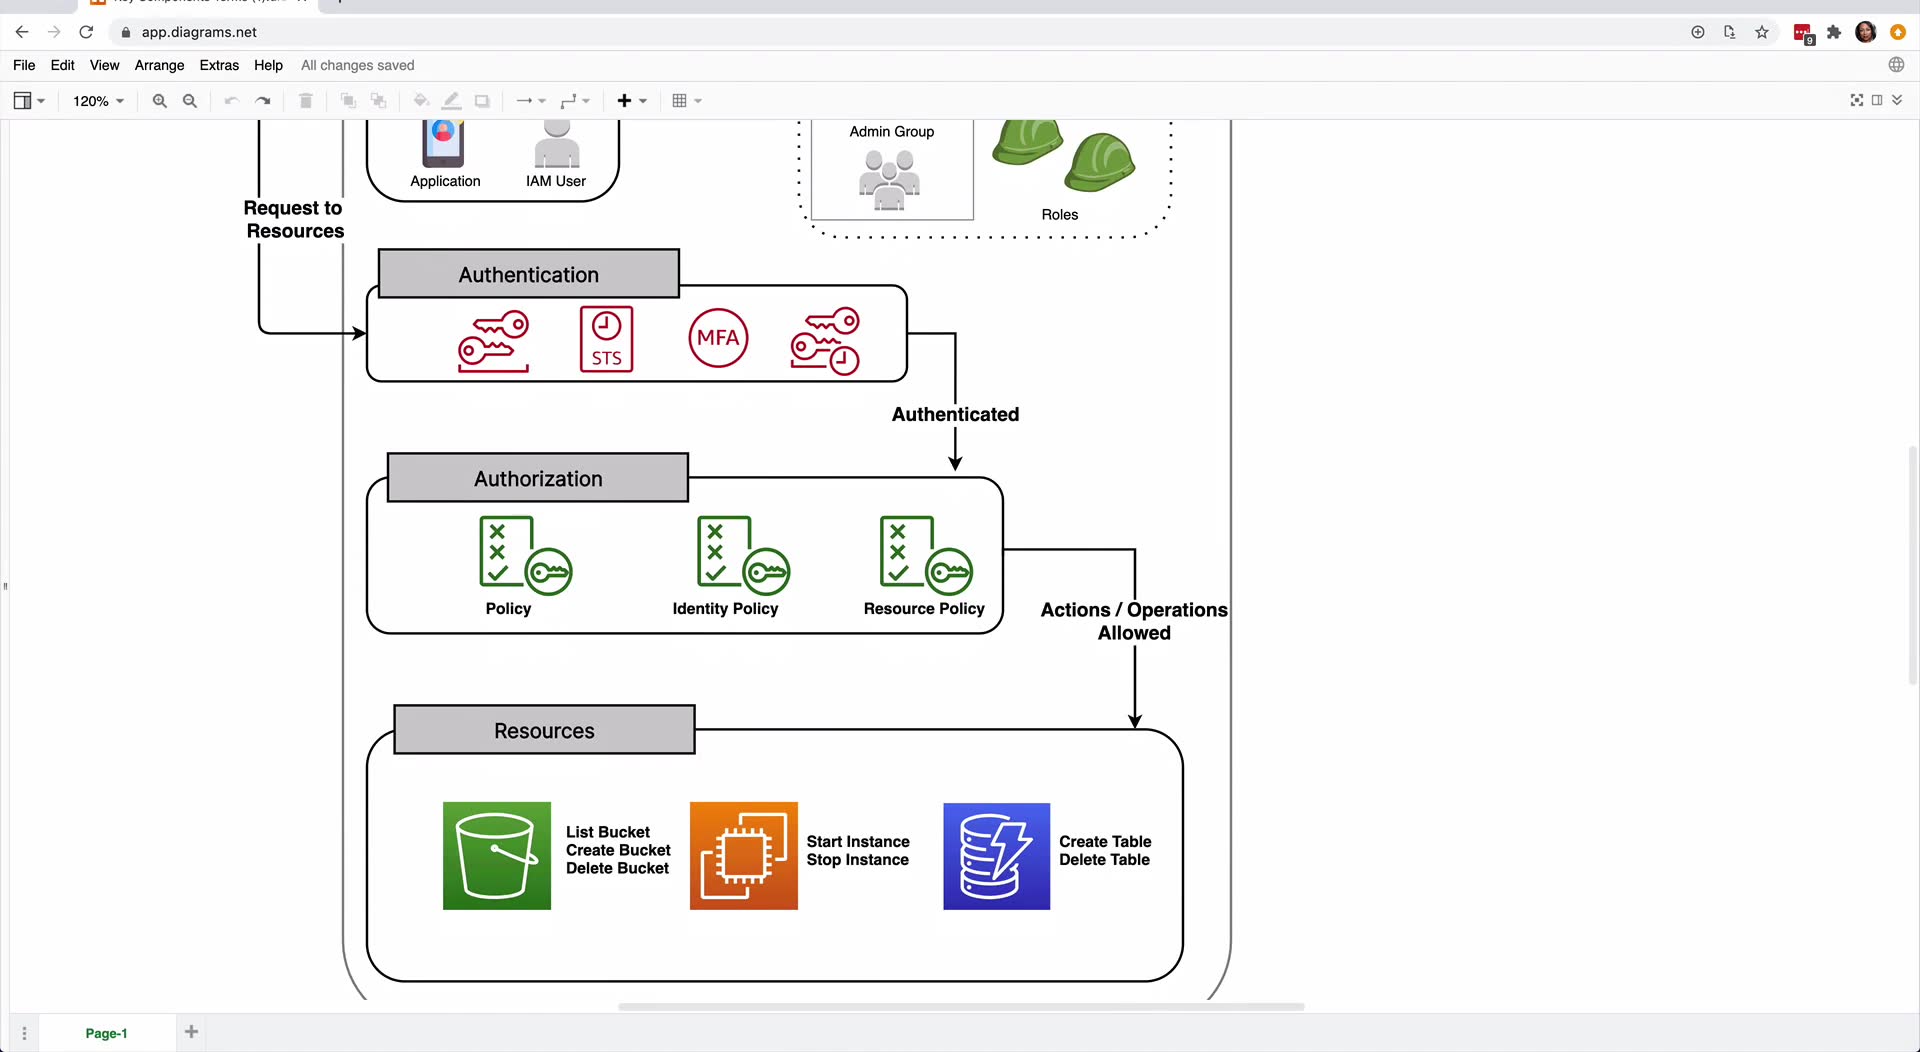 app.diagrams.net
9
File Edit View Arrange Extras Help All changes saved
120%
Admin Group
Application IAM User
Roles
Request to
Resources
Authentication
STS
MFA
Authenticated
Authorization
Policy Identity Policy Resource Policy
Actions / Operations
Allowed
Resources
List Bucket
Create Bucket
Delete Bucket
Start Instance
Stop Instance
Create Table
Delete Table
Page-1